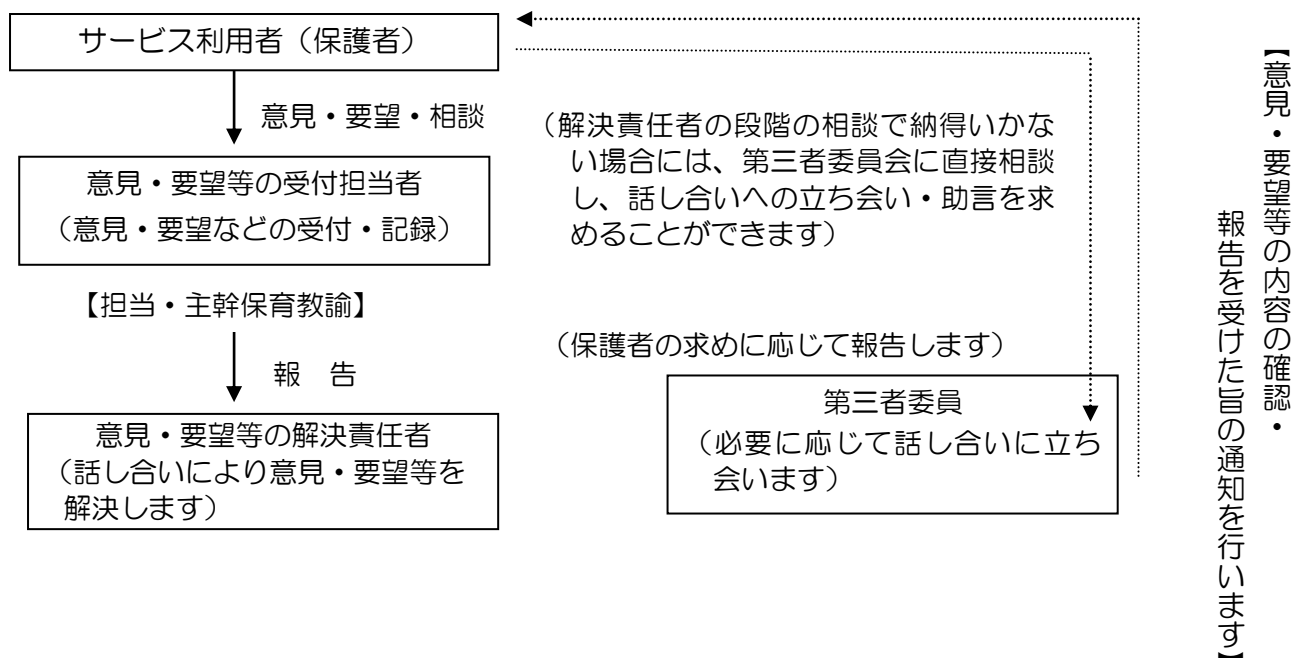 サービス利用者（保護者）
意見・要望・相談
意見・要望等の受付担当者
（意見・要望などの受付・記録）
【担当・主幹保育教諭】
報　告
意見・要望等の解決責任者
（話し合いにより意見・要望等を
解決します）
（解決責任者の段階の相談で納得いかな
い場合には、第三者委員会に直接相談
し、話し合いへの立ち会い・助言を求
めることができます）
（保護者の求めに応じて報告します）
第三者委員
（必要に応じて話し合いに立ち
会います）
【意見・要望等の内容の確認・
報告を受けた旨の通知を行います】